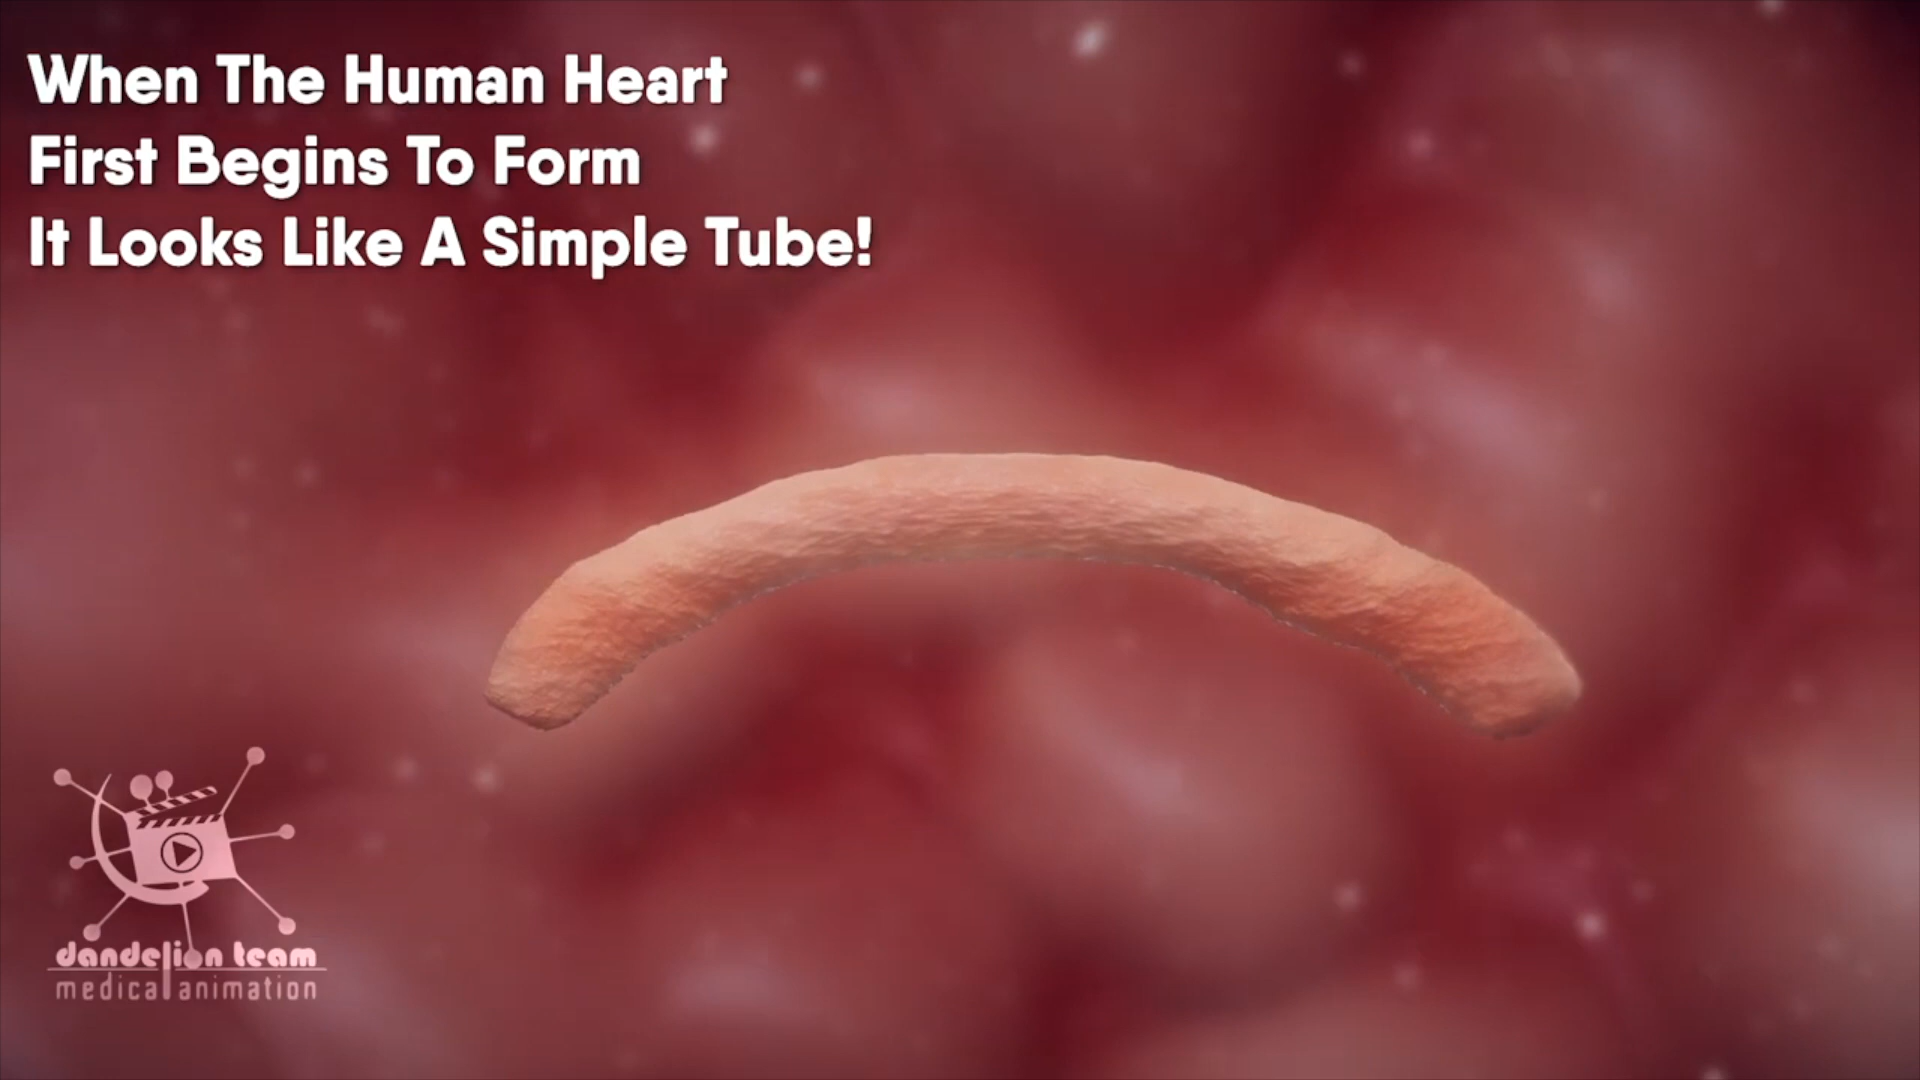 When The Human Heart
First Begins To Form
It Looks Like A Simple Tube!
dandelion team
medical animation